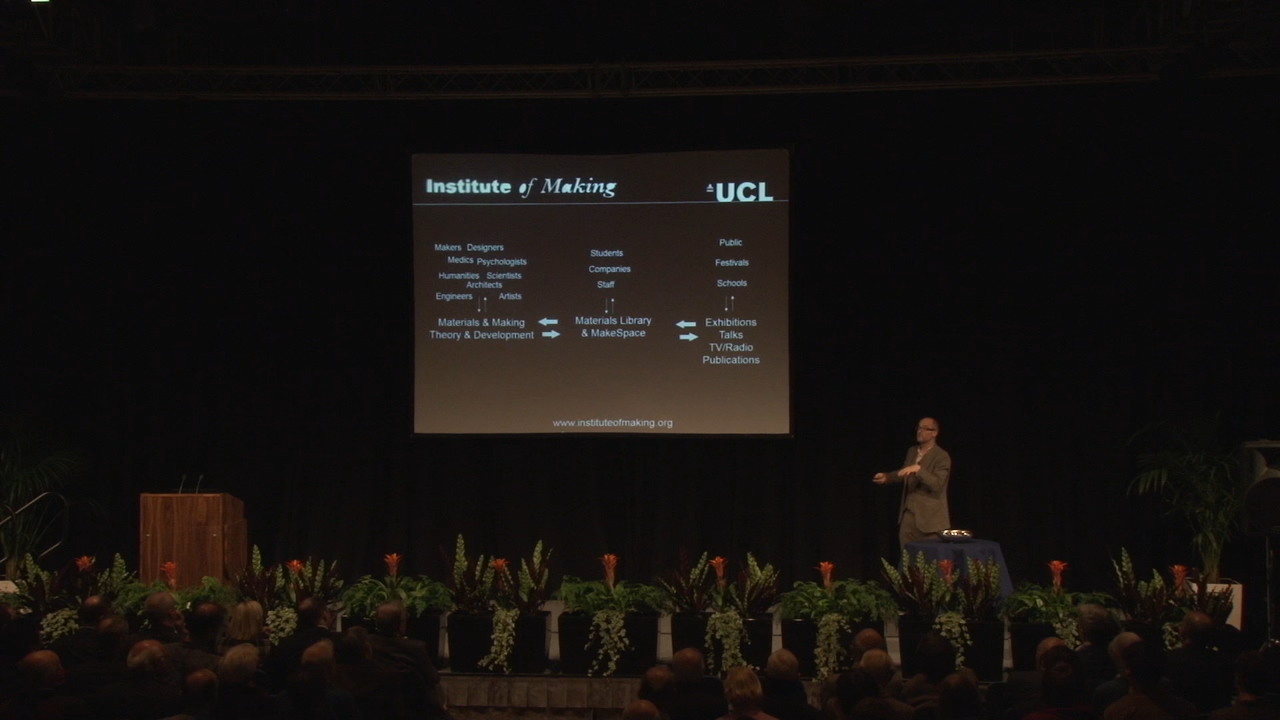 Institute of Making
UCL
Makers Designers
Medics Psychologists
Humanities Scientists
Architects
Engineers Artists
Materials & Making
Theory & Development
Students
Companies
Staff
Materials Library
& MakeSpace
Public
Festivals
Schools
Exhibitions
Talks
TV/Radio
Publications
www.instituteofmaking.org